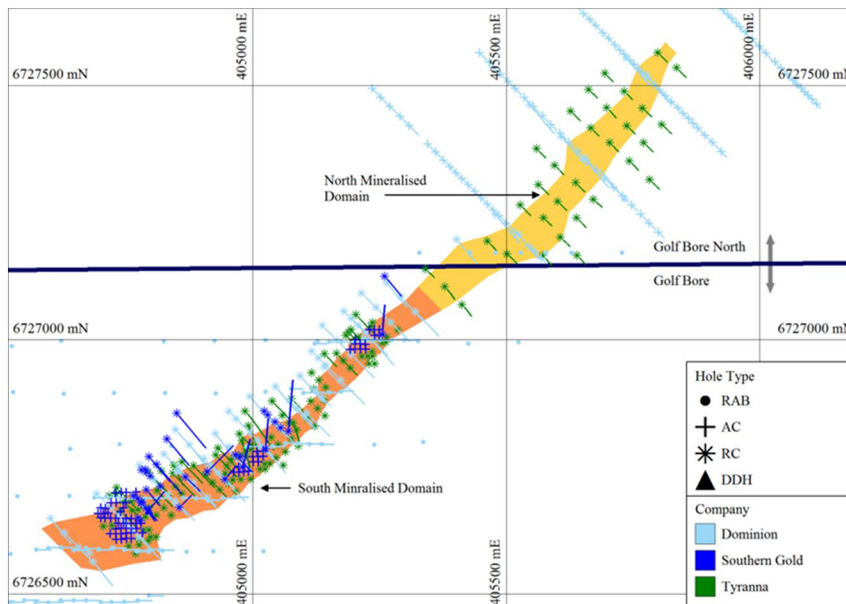 405000 mE
405500 mE
406000 mE
6727500 mN
6727500 mN
North Mineralised
Domain
Golf Bore North
Golf Bore
6727000 mN
6727000 mN
Hole Type
RAB
AC
RC
DDH
South Minralised Domain
Company
Dominion
Southern Gold
Tyranna
6726500 mN
405000 mE
405500 mE